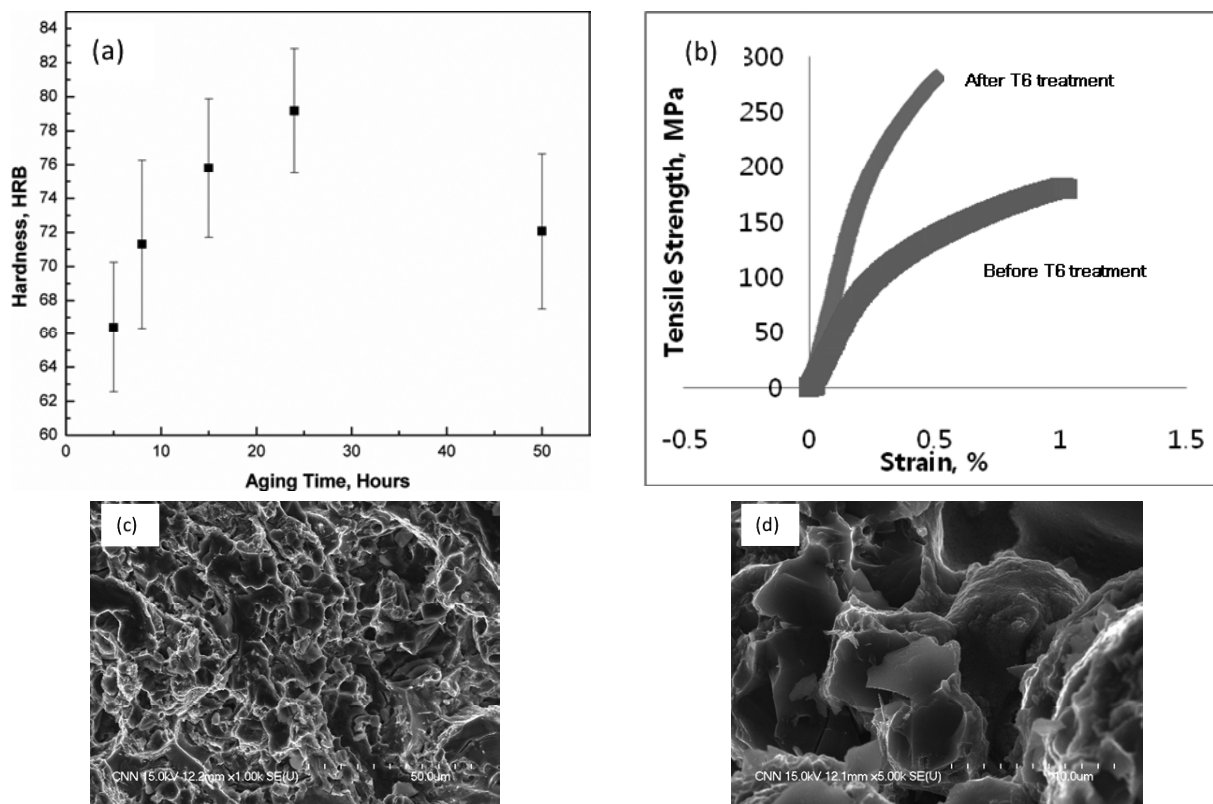 (a)
84
82
80
78
76
74
72
70
68
66
64
62
60
Hardness, HRB
0
10
20
30
40
50
Aging Time, Hours
(b)
300
250
200
150
100
50
0
Tensile Strength, MPa
After T6 treatment
Before T6 treatment
-0.5
0
0.5
1
1.5
Strain, %
(c)
CNN 15.0kV 12.2mm x1.00k SE(U)
50.0um
(d)
CNN 15.0kV 12.1mm x5.00k SE(U)
10.0um